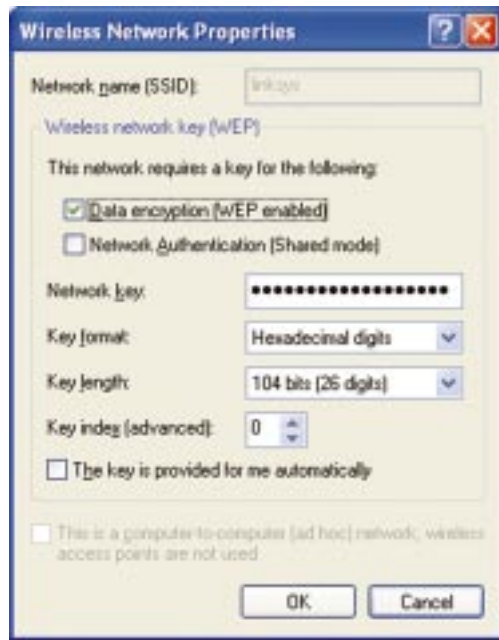 Wireless Network Properties
Network name (SSID):
linksys
Wireless network key (WEP)
This network requires a key for the following:
Data encryption (WEP enabled)
Network Authentication (Shared mode)
Network key:
••••••••••••••••••
Key format:
Hexadecimal digits
Key length:
104 bits (26 digits)
Key index (advanced):
0
The key is provided for me automatically
This is a computer-to-computer (ad hoc) network; wireless
access points are not used
OK
Cancel